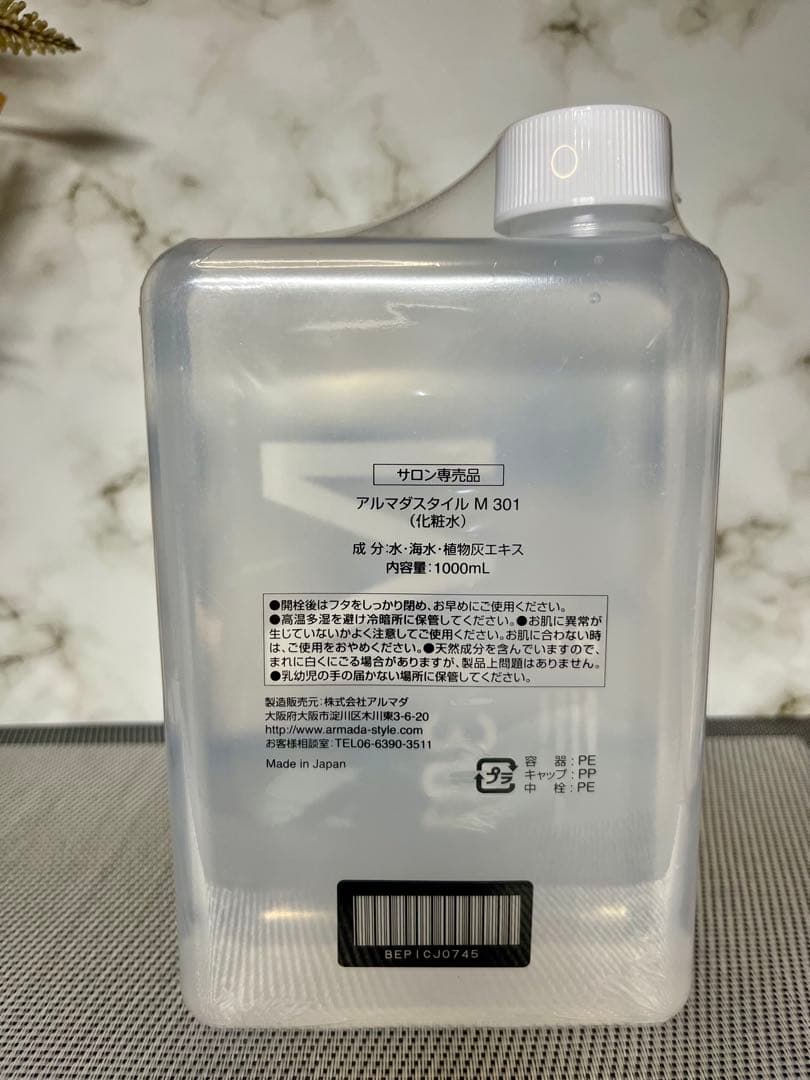 サロン専売品
アルマダスタイル M 301
（化粧水）
成 分：水・海水・植物灰エキス
内容量：1000mL
●開栓後はフタをしっかり閉め、お早めにご使用ください。
●高温多湿を避け冷暗所に保管してください。●お肌に異常が
生じていないかよく注意してご使用ください。お肌に合わない時
は、ご使用をおやめください。●天然成分を含んでいますので、
まれに白くにごる場合がありますが、製品上問題はありません。
●乳幼児の手の届かない場所に保管してください。
製造販売元：株式会社アルマダ
大阪府大阪市淀川区木川東3-6-20
http://www.armada-style.com
お客様相談室：TEL06-6390-3511
Made in Japan
プラ
容 器：PE
キャップ：PP
中 栓：PE
BEPICJ0745